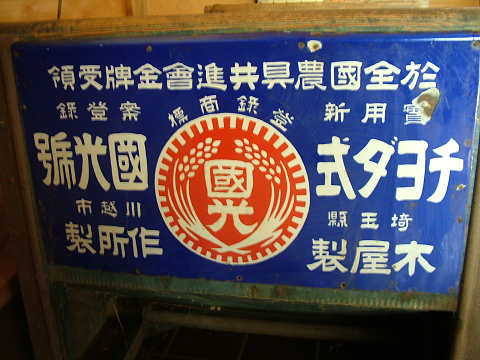 於全國農具共進會金牌受領
實用新案登錄
登錄商標
チヨダ式國光號
國光
埼玉縣川越市
木屋製作所製